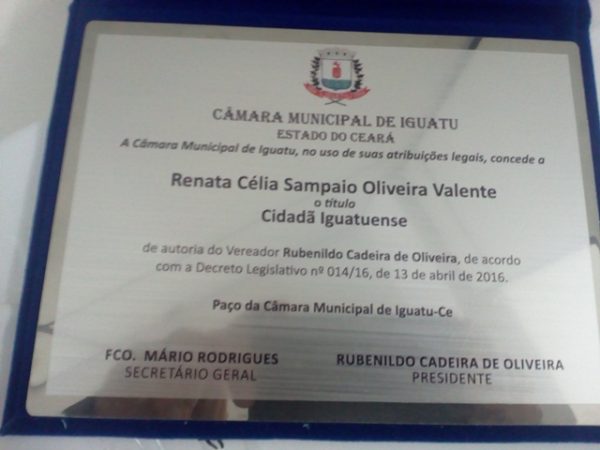 CÂMARA MUNICIPAL DE IGUATU
ESTADO DO CEARÁ
A Câmara Municipal de Iguatu, no uso de suas atribuições legais, concede a
Renata Célia Sampaio Oliveira Valente
o título
Cidadã Iguatuense
de autoria do Vereador Rubenildo Cadeira de Oliveira, de acordo
com a Decreto Legislativo nº 014/16, de 13 de abril de 2016.
Paço da Câmara Municipal de Iguatu-Ce
FCO. MÁRIO RODRIGUES
SECRETÁRIO GERAL
RUBENILDO CADEIRA DE OLIVEIRA
PRESIDENTE